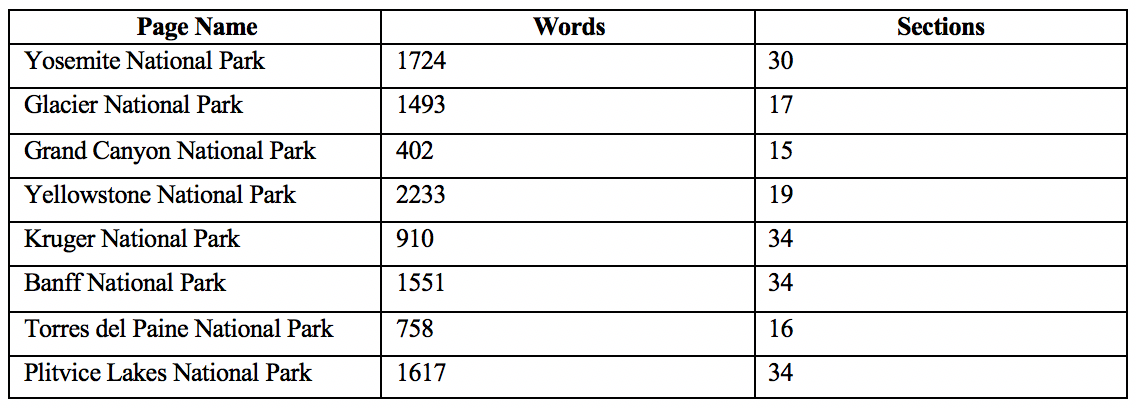 Page Name Words Sections
Yosemite National Park 1724 30
Glacier National Park 1493 17
Grand Canyon National Park 402 15
Yellowstone National Park 2233 19
Kruger National Park 910 34
Banff National Park 1551 34
Torres del Paine National Park 758 16
Plitvice Lakes National Park 1617 34